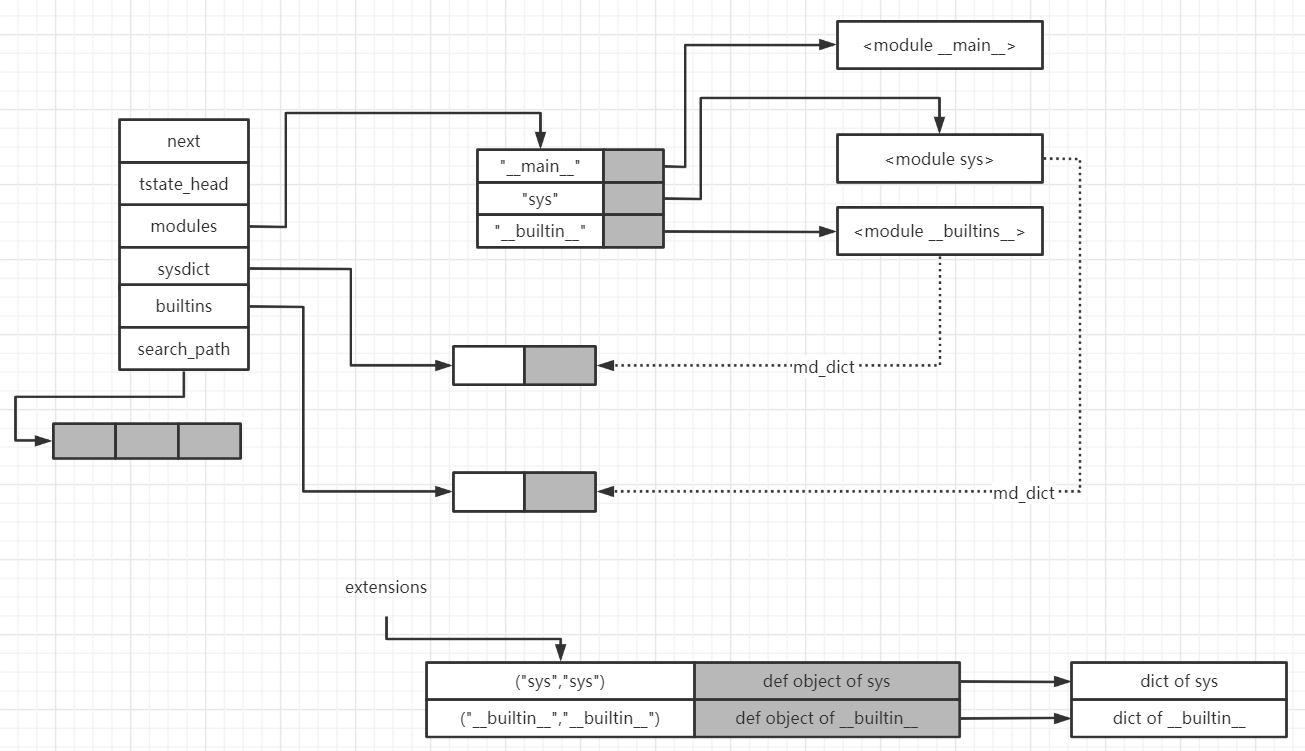 <module __main__>
next
tstate_head
modules
sysdict
builtins
search_path
"__main__"
"sys"
"__builtin__"
<module sys>
<module __builtins__>
md_dict
md_dict
extensions
("sys","sys") def object of sys dict of sys
("__builtin__","__builtin__") def object of __builtin__ dict of __builtin__